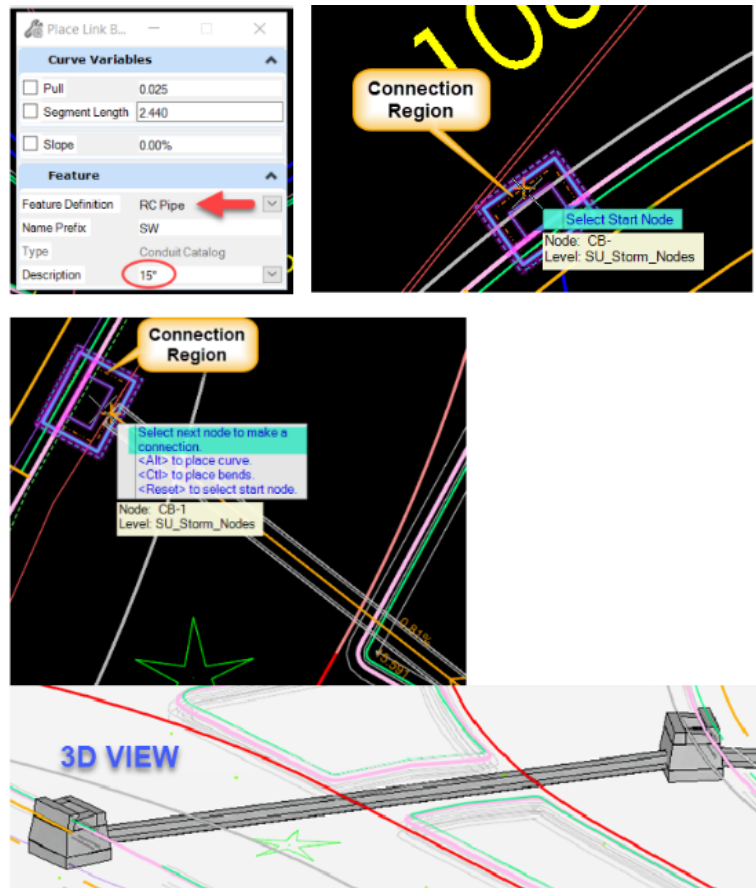 Place Link B...
Curve Variables
Pull 0.025
Segment Length 2.440
Slope 0.00%
Feature
Feature Definition RC Pipe
Name Prefix SW
Type Conduit Catalog
Description 15"
Connection
Region
Select Start Node
Node: CB-
Level: SU_Storm_Nodes
Connection
Region
Select next node to make a
connection.
<Alt> to place curve.
<Ctl> to place bends.
<Reset> to select start node.
Node: CB-1
Level: SU_Storm_Nodes
0.81%
3D VIEW